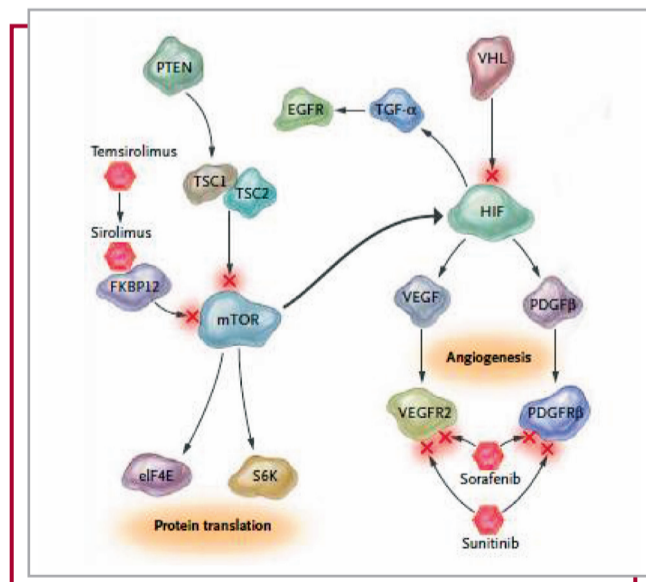 PTEN
VHL
EGFR
TGF-α
Temsirolimus
TSC1
TSC2
HIF
Sirolimus
FKBP12
mTOR
VEGF
PDGFβ
Angiogenesis
VEGFR2
PDGFRβ
eIF4E
S6K
Sorafenib
Protein translation
Sunitinib